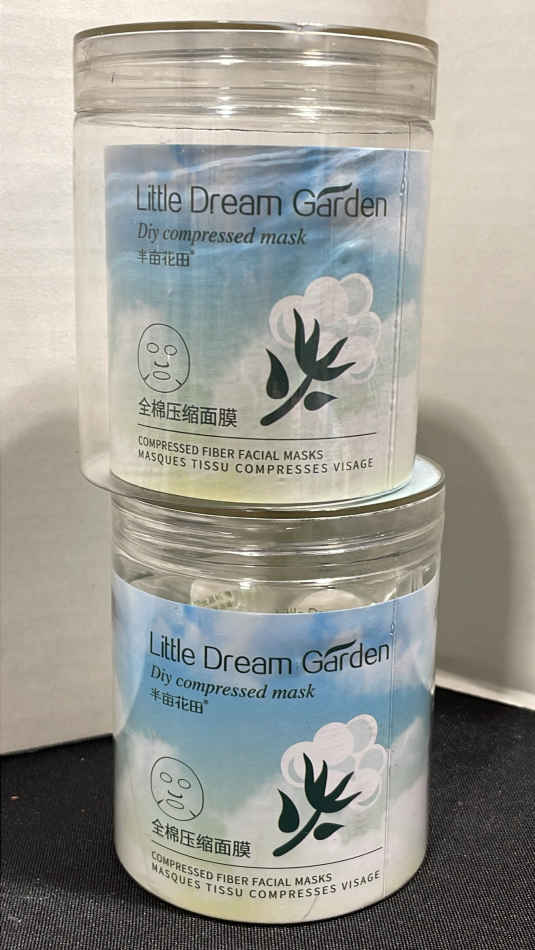 Little Dream Garden
Diy compressed mask
半亩花田®
全棉压缩面膜
COMPRESSED FIBER FACIAL MASKS
MASQUES TISSU COMPRESSES VISAGE
Little Dream Garden
Diy compressed mask
半亩花田®
全棉压缩面膜
COMPRESSED FIBER FACIAL MASKS
MASQUES TISSU COMPRESSES VISAGE